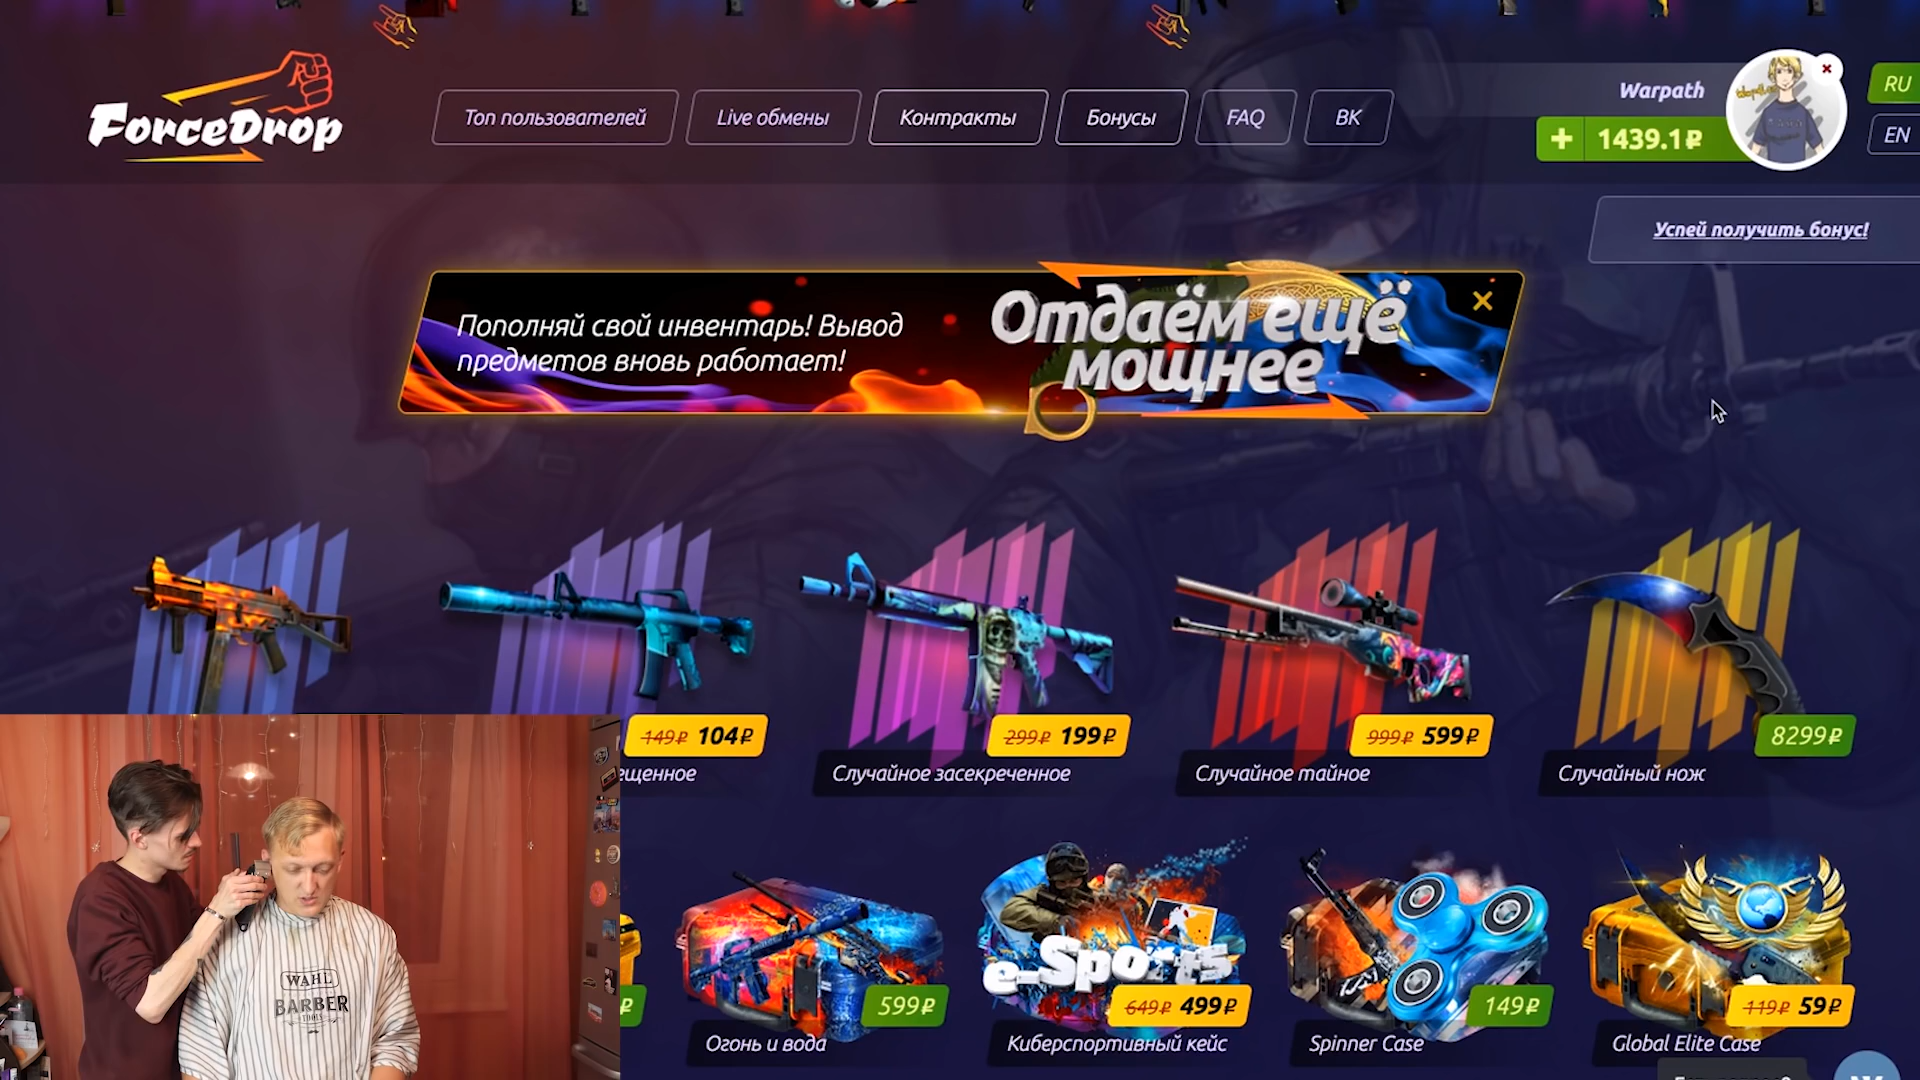 ForceDrop
Топ пользователей
Live обмены
Контракты
Бонусы
FAQ
ВК
Warpath
+ 1439.1₽
RU
EN
Успей получить бонус!
Пополняй свой инвентарь! Вывод
предметов вновь работает!
Отдаём ещё
мощнее
149₽ 104₽
299₽ 199₽
999₽ 599₽
8299₽
ещенное
Случайное засекреченное
Случайное тайное
Случайный нож
e-Sports
₽
599₽
649₽ 499₽
149₽
119₽ 59₽
Огонь и вода
Киберспортивный кейс
Spinner Case
Global Elite Case
WAHL
BARBER
TOOLS